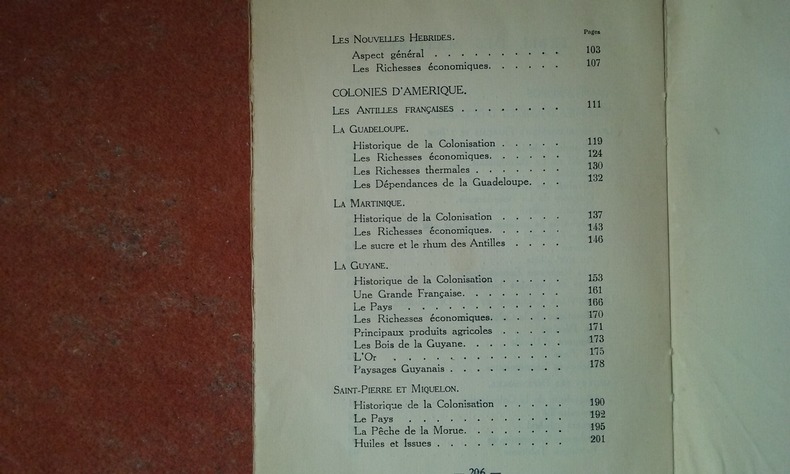 Pages
LES NOUVELLES HEBRIDES.
Aspect général . . . . . . . . . . 103
Les Richesses économiques. . . . . . 107
COLONIES D'AMERIQUE.
LES ANTILLES FRANÇAISES . . . . . . . . 111
LA GUADELOUPE.
Historique de la Colonisation . . . . . 119
Les Richesses économiques. . . . . . 124
Les Richesses thermales . . . . . . . 130
Les Dépendances de la Guadeloupe. . . 132
LA MARTINIQUE.
Historique de la Colonisation . . . . . 137
Les Richesses économiques. . . . . . 143
Le sucre et le rhum des Antilles . . . . 146
LA GUYANE.
Historique de la Colonisation . . . . . 153
Une Grande Française. . . . . . . . 161
Le Pays . . . . . . . . . . . . 166
Les Richesses économiques. . . . . . 170
Principaux produits agricoles . . . . . 171
Les Bois de la Guyane. . . . . . . . 173
L'Or . . . . . . . . . . . . . 175
Paysages Guyanais . . . . . . . . . 178
SAINT-PIERRE ET MIQUELON.
Historique de la Colonisation . . . . . 190
Le Pays . . . . . . . . . . . . 192
La Pêche de la Morue. . . . . . . . 195
Huiles et Issues . . . . . . . . . . 201
— 206 —